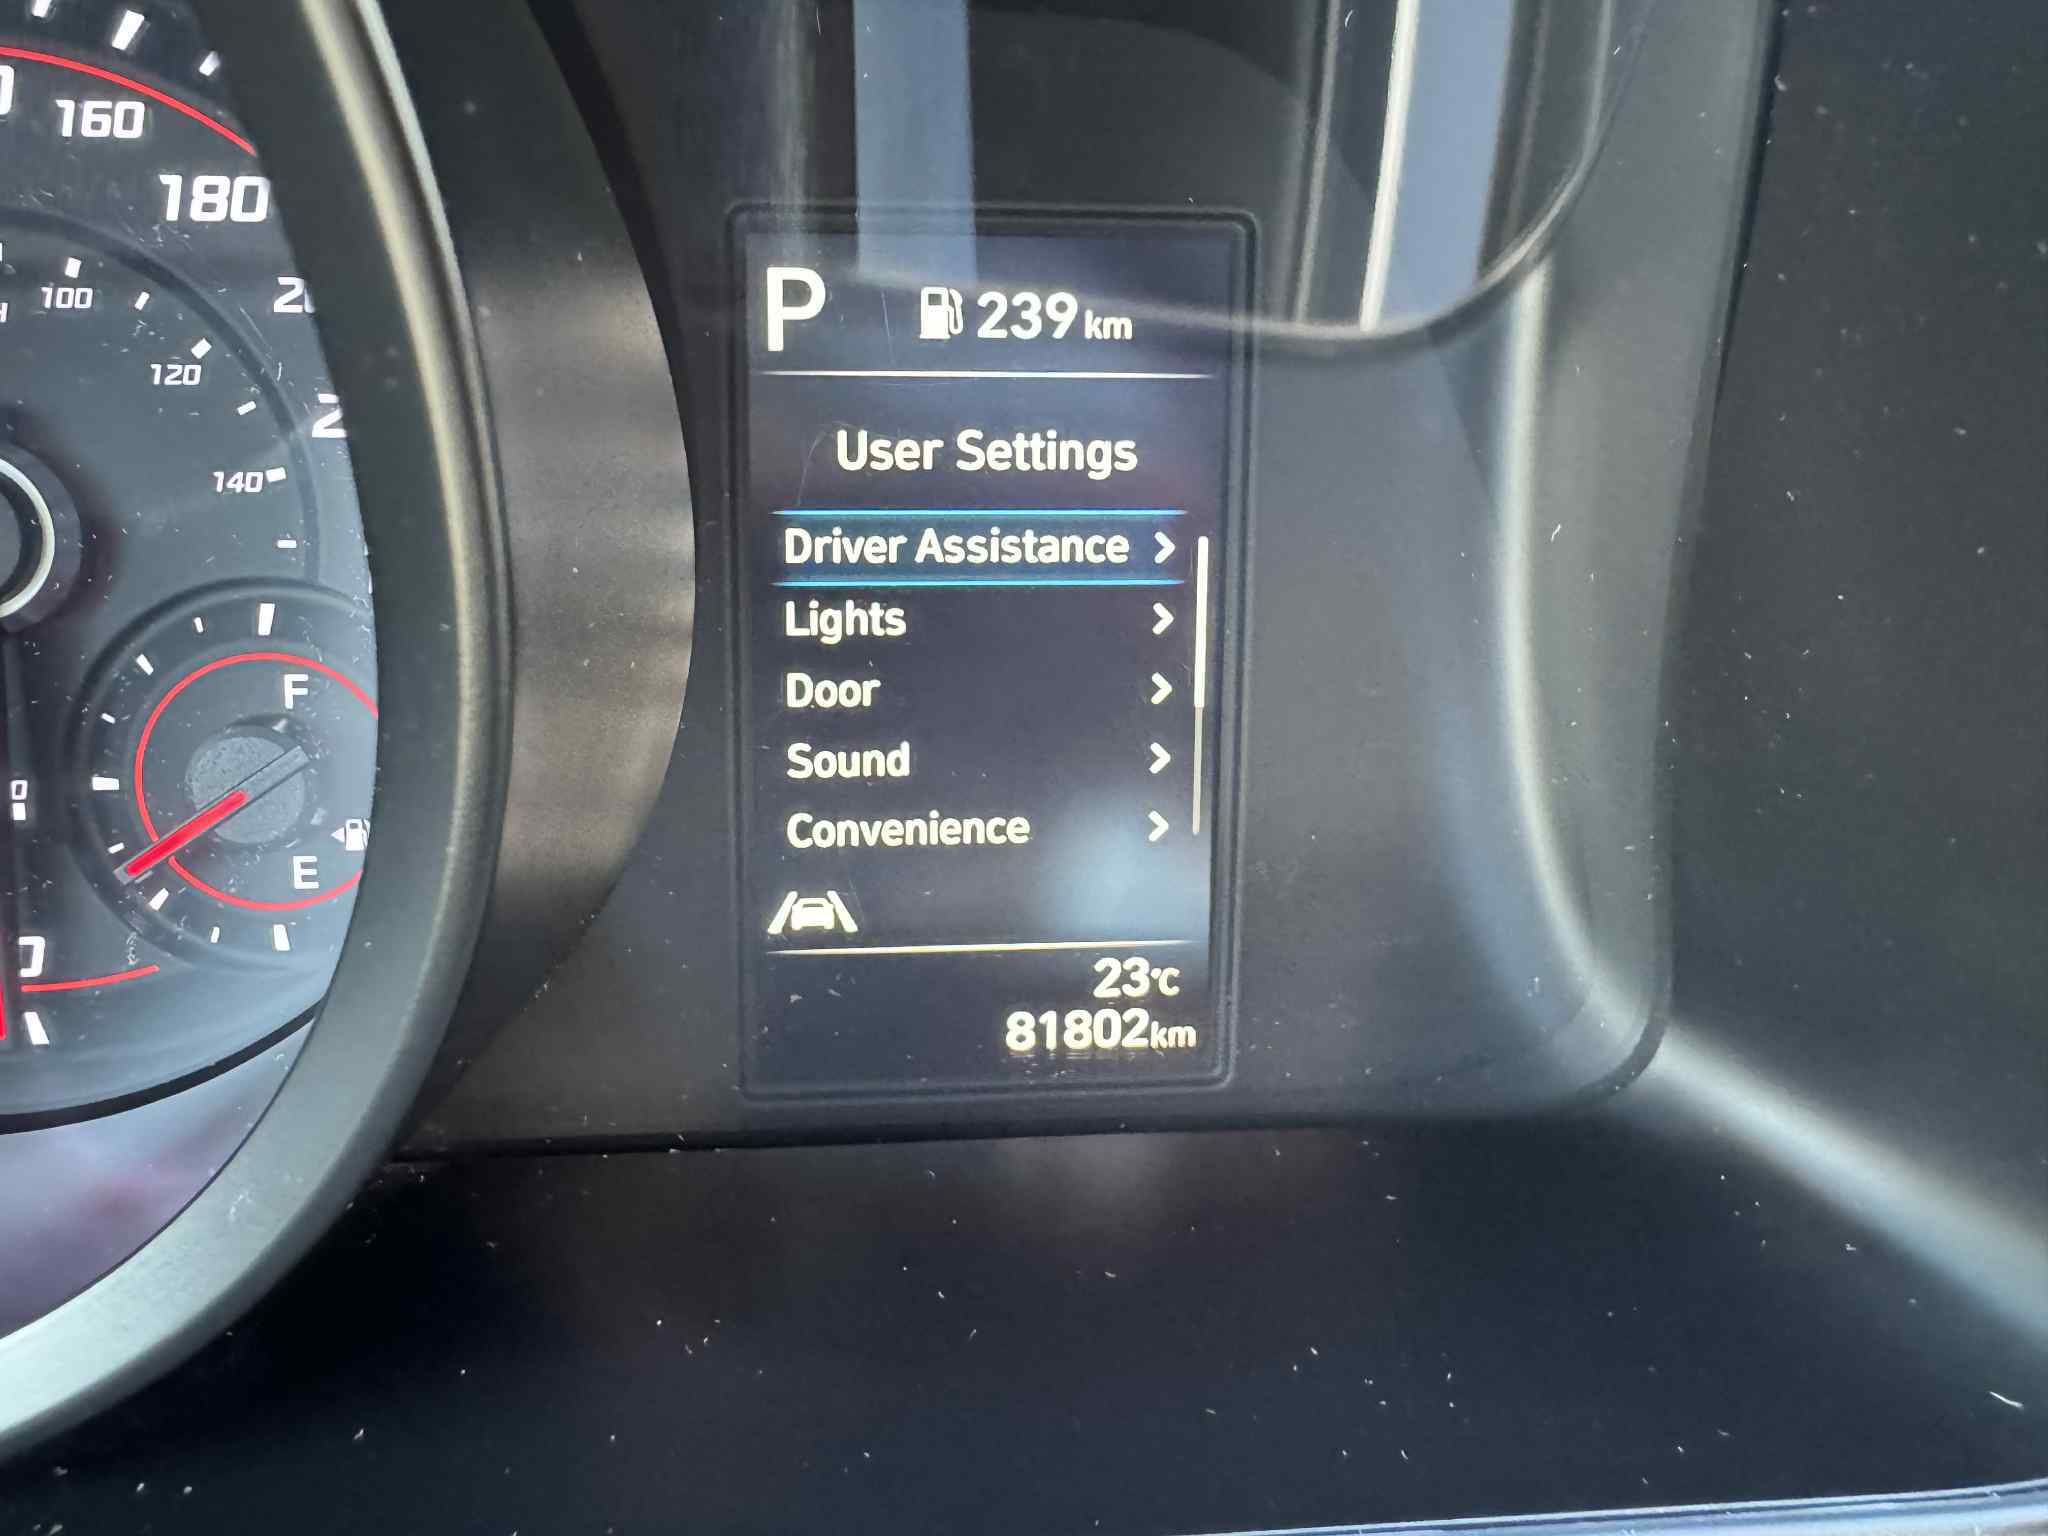 160
180
100
120
140
F
E
P 239 km
User Settings
Driver Assistance
Lights
Door
Sound
Convenience
23°C
81802km